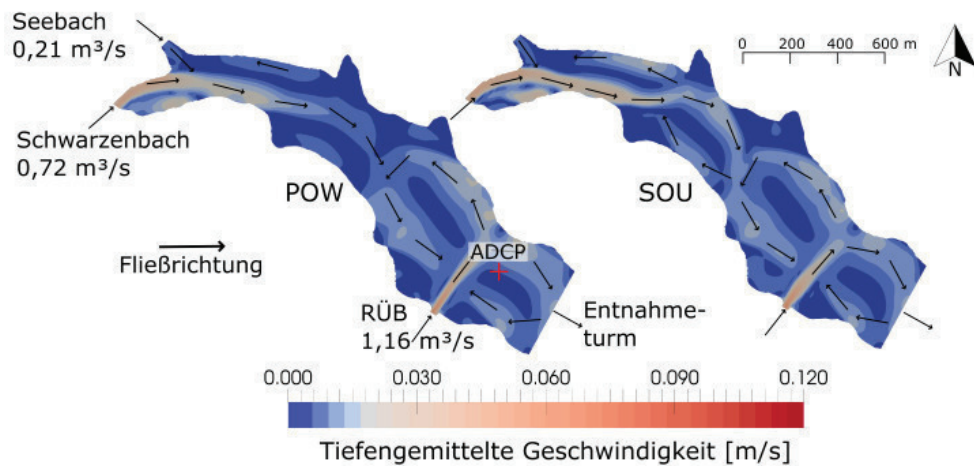 Seebach
0,21 m³/s
0 200 400 600 m
N
Schwarzenbach
0,72 m³/s
POW
SOU
Fließrichtung
ADCP
RÜB
1,16 m³/s
Entnahme-
turm
0.000 0.030 0.060 0.090 0.120
Tiefengemittelte Geschwindigkeit [m/s]